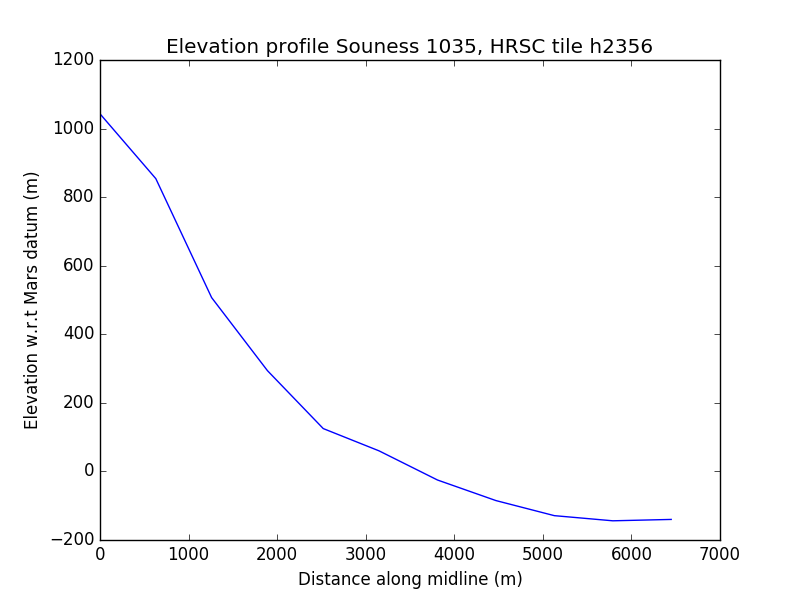 Elevation profile Souness 1035, HRSC tile h2356
1200
1000
800
600
400
200
0
−200
Elevation w.r.t Mars datum (m)
0 1000 2000 3000 4000 5000 6000 7000
Distance along midline (m)